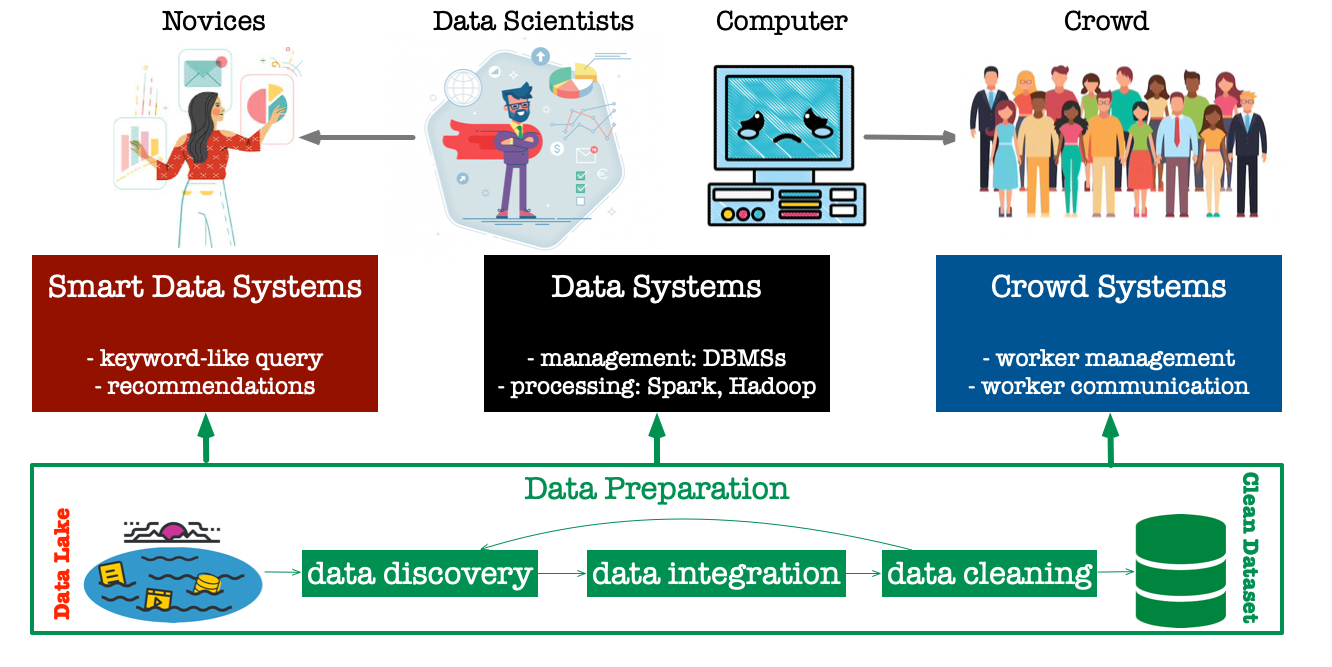 Novices
Data Scientists
Computer
Crowd
$
€
Smart Data Systems
- keyword-like query
- recommendations
Data Systems
- management: DBMSs
- processing: Spark, Hadoop
Crowd Systems
- worker management
- worker communication
Data Preparation
Data Lake
data discovery
data integration
data cleaning
Clean Dataset